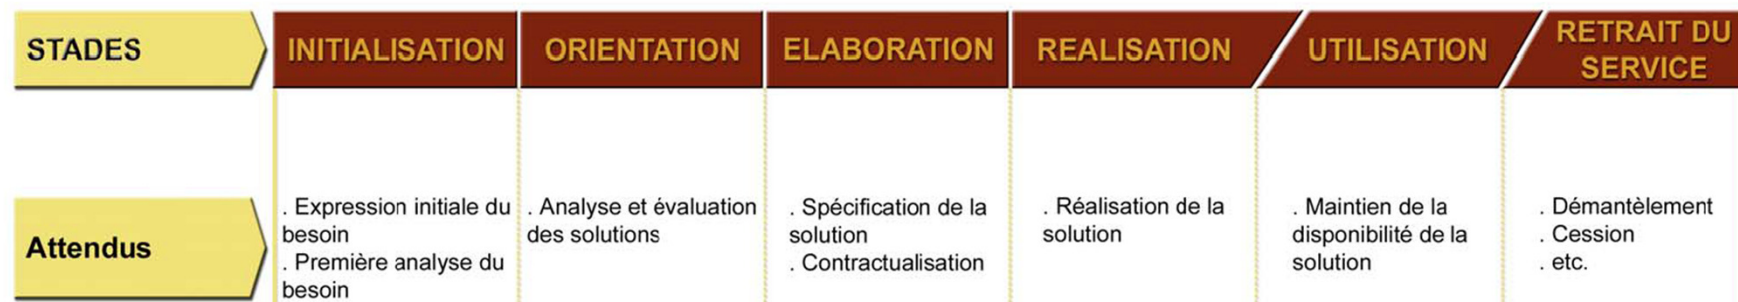 STADES
INITIALISATION
ORIENTATION
ELABORATION
REALISATION
UTILISATION
RETRAIT DU
SERVICE
Attendus
. Expression initiale du
besoin
. Première analyse du
besoin
. Analyse et évaluation
des solutions
. Spécification de la
solution
. Contractualisation
. Réalisation de la
solution
. Maintien de la
disponibilité de la
solution
. Démantèlement
. Cession
. etc.